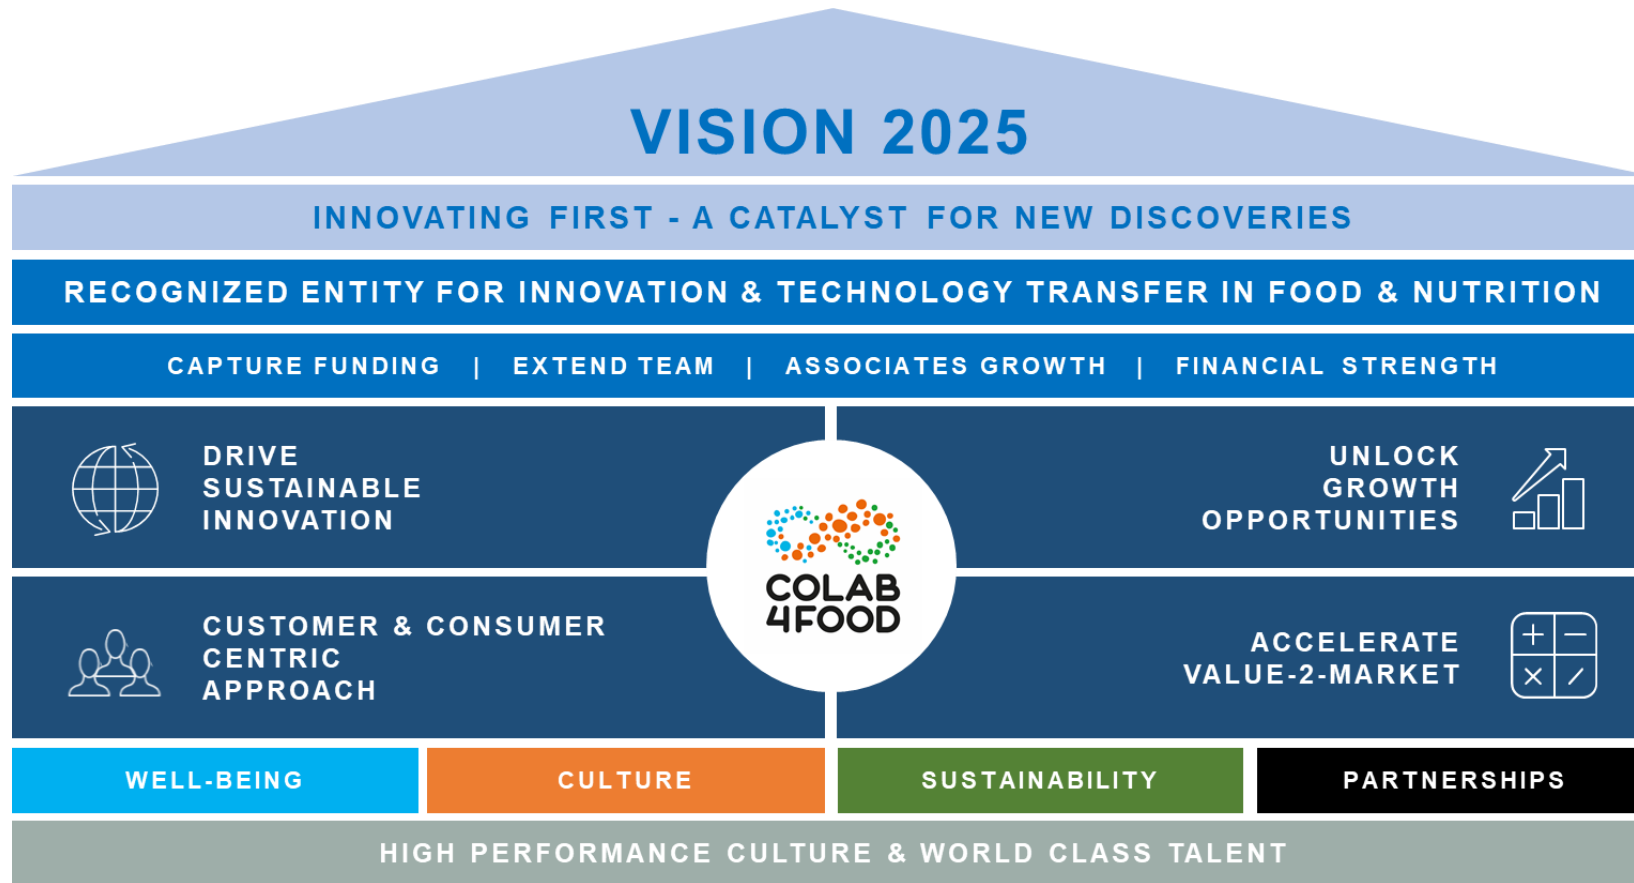 VISION 2025
INNOVATING FIRST - A CATALYST FOR NEW DISCOVERIES
RECOGNIZED ENTITY FOR INNOVATION & TECHNOLOGY TRANSFER IN FOOD & NUTRITION
CAPTURE FUNDING | EXTEND TEAM | ASSOCIATES GROWTH | FINANCIAL STRENGTH
DRIVE
SUSTAINABLE
INNOVATION
UNLOCK
GROWTH
OPPORTUNITIES
COLAB
4FOOD
CUSTOMER & CONSUMER
CENTRIC
APPROACH
ACCELERATE
VALUE-2-MARKET
WELL-BEING
CULTURE
SUSTAINABILITY
PARTNERSHIPS
HIGH PERFORMANCE CULTURE & WORLD CLASS TALENT